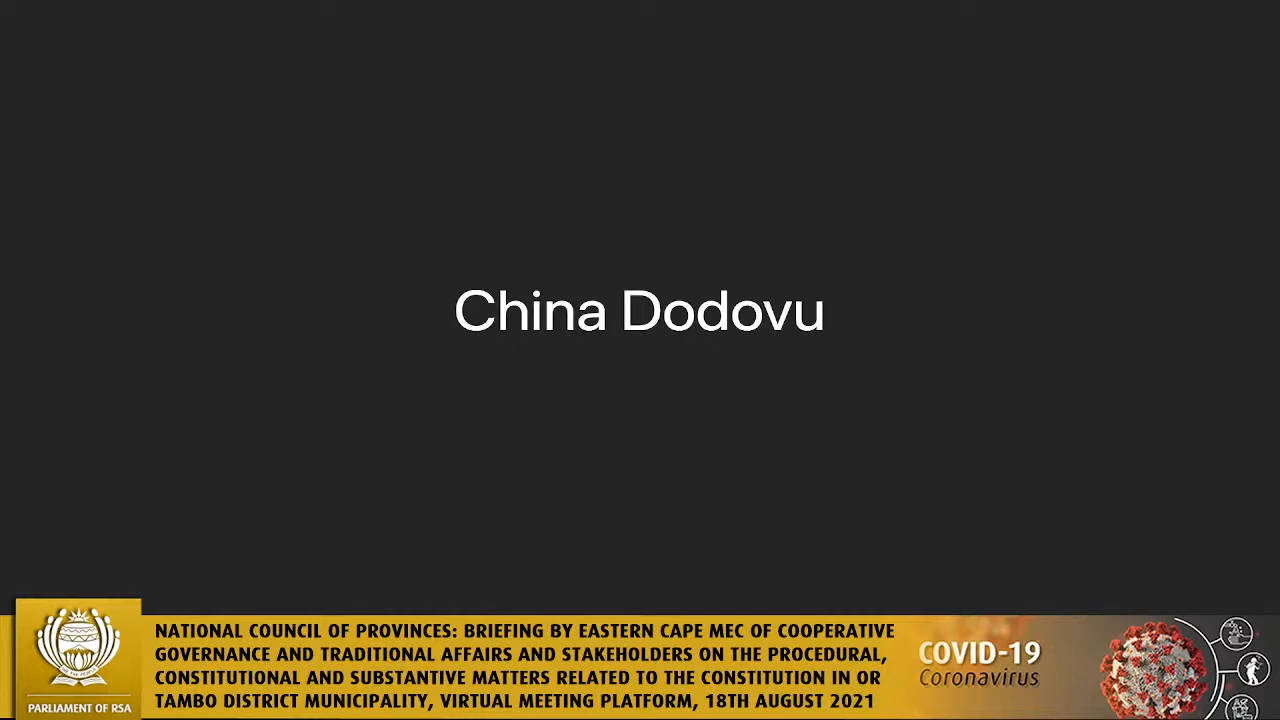 China Dodovu
NATIONAL COUNCIL OF PROVINCES: BRIEFING BY EASTERN CAPE MEC OF COOPERATIVE
GOVERNANCE AND TRADITIONAL AFFAIRS AND STAKEHOLDERS ON THE PROCEDURAL,
CONSTITUTIONAL AND SUBSTANTIVE MATTERS RELATED TO THE CONSTITUTION IN OR
TAMBO DISTRICT MUNICIPALITY, VIRTUAL MEETING PLATFORM, 18TH AUGUST 2021
PARLIAMENT OF RSA
COVID-19
Coronavirus